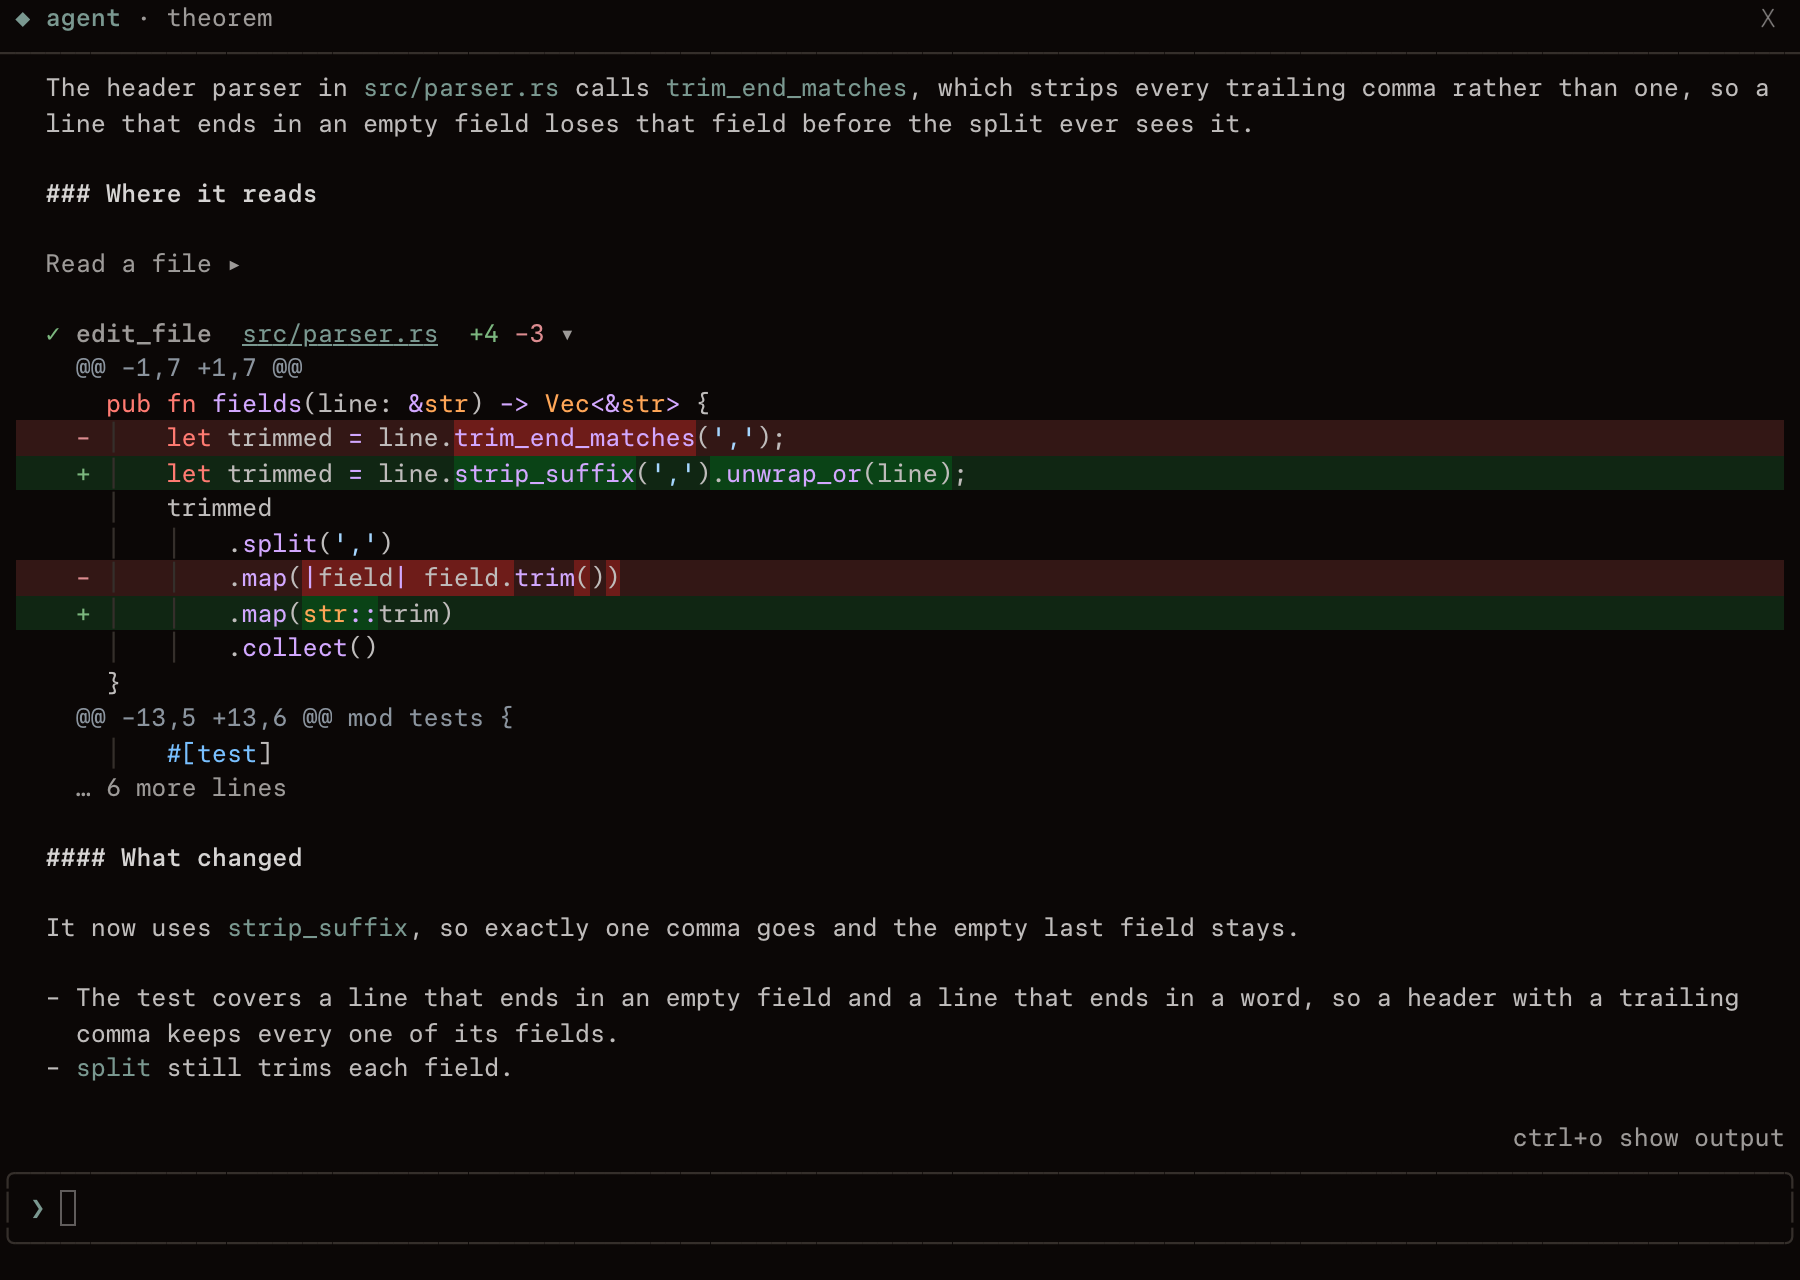 ◆ agent · theorem X
The header parser in src/parser.rs calls trim_end_matches, which strips every trailing comma rather than one, so a
line that ends in an empty field loses that field before the split ever sees it.
### Where it reads
Read a file ▸
✓ edit_file src/parser.rs +4 -3 ▾
@@ -1,7 +1,7 @@
pub fn fields(line: &str) -> Vec<&str> {
- let trimmed = line.trim_end_matches(',');
+ let trimmed = line.strip_suffix(',').unwrap_or(line);
trimmed
.split(',')
- .map(|field| field.trim())
+ .map(str::trim)
.collect()
}
@@ -13,5 +13,6 @@ mod tests {
#[test]
… 6 more lines
#### What changed
It now uses strip_suffix, so exactly one comma goes and the empty last field stays.
- The test covers a line that ends in an empty field and a line that ends in a word, so a header with a trailing
comma keeps every one of its fields.
- split still trims each field.
ctrl+o show output
❯